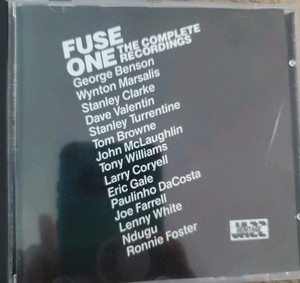 FUSE
ONE THE COMPLETE
RECORDINGS
George Benson
Wynton Marsalis
Stanley Clarke
Dave Valentin
Stanley Turrentine
Tom Browne
John McLaughlin
Tony Williams
Larry Coryell
Eric Gale
Paulinho DaCosta
Joe Farrell
Lenny White
Ndugu
Ronnie Foster
JAZZ